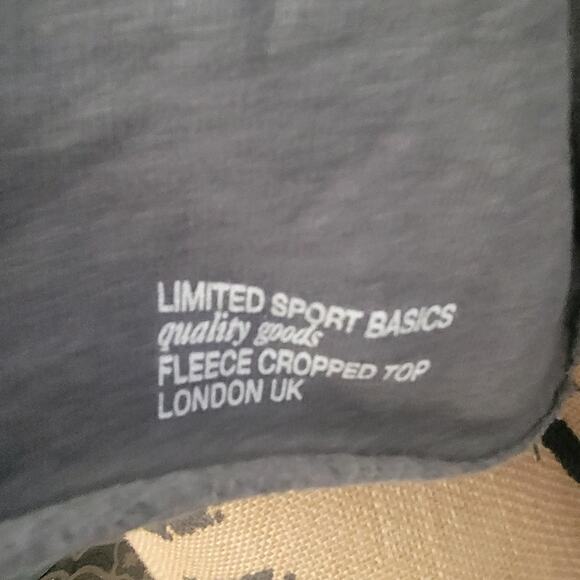 LIMITED SPORT BASICS
quality goods
FLEECE CROPPED TOP
LONDON UK